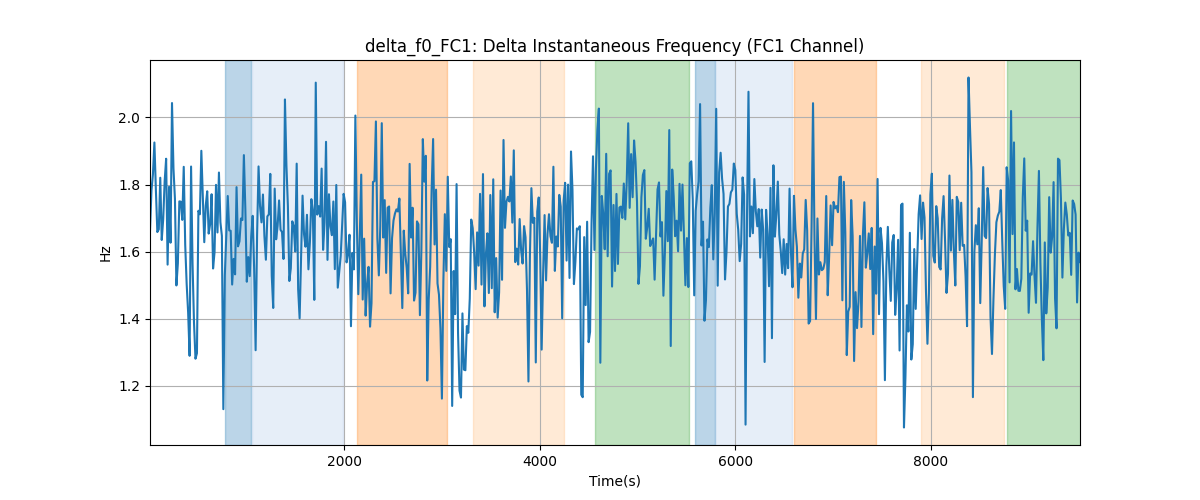 delta_f0_FC1: Delta Instantaneous Frequency (FC1 Channel)
2.0
1.8
1.6
1.4
1.2
Hz
2000 4000 6000 8000
Time(s)